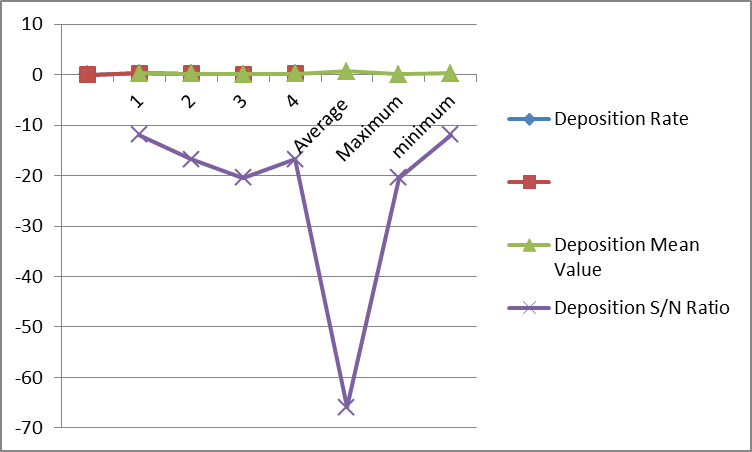 10
0
-10
-20
-30
-40
-50
-60
-70
1
2
3
4
Average
Maximum
minimum
Deposition Rate
Deposition Mean
Value
Deposition S/N Ratio